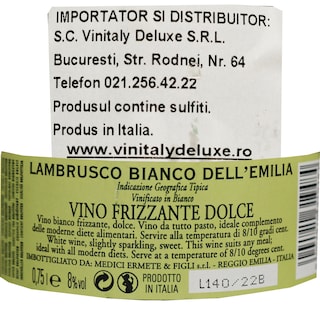 IMPORTATOR SI DISTRIBUITOR:
S.C. Vinitaly Deluxe S.R.L.
Bucuresti, Str. Rodnei, Nr. 64
Telefon 021.256.42.22
Produsul contine sulfiti.
Produs in Italia.
www.vinitalydeluxe.ro
LAMBRUSCO BIANCO DELL'EMILIA
Indicazione Geografica Tipica
Vinificato in Bianco
VINO FRIZZANTE DOLCE
Vino bianco frizzante, dolce. Vino da tutto pasto, ideale complemento
delle moderne diete alimentari. Servire alla temperatura di 8/10 gradi cent.
White wine, slightly sparkling, sweet. This wine suits any meal;
ideal with all modern diets. Serve at a temperature of 8/10 degrees cent.
IMBOTTIGLIATO DA: MEDICI ERMETE & FIGLI s.r.l. - REGGIO EMILIA - ITALIA
0,75 l e 8%vol
PRODOTTO
IN ITALIA
L140/22B